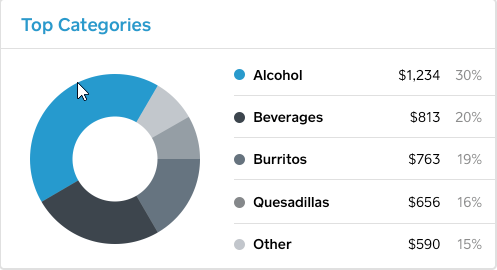 Top Categories
Alcohol $1,234 30%
Beverages $813 20%
Burritos $763 19%
Quesadillas $656 16%
Other $590 15%